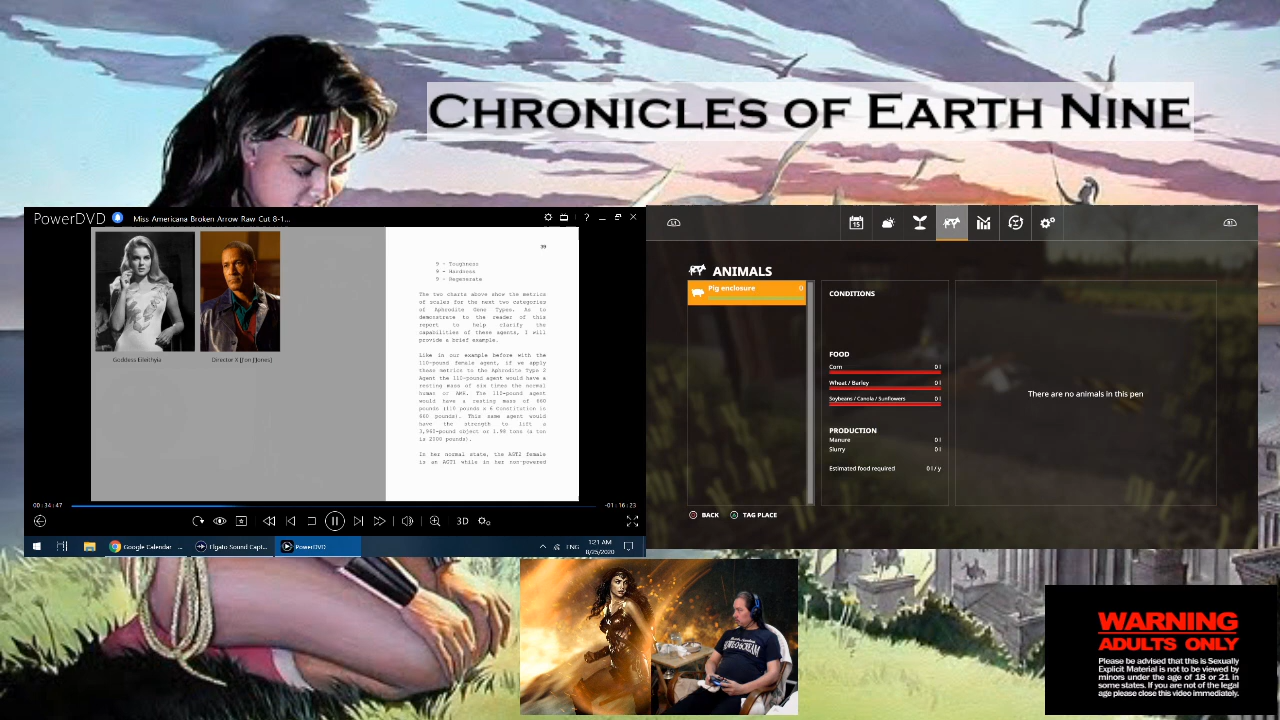 CHRONICLES OF EARTH NINE
PowerDVD
Miss Americana Broken Arrow Raw Cut 8-1...
?
Goddess Eileithyia
Director X [Jon Jones]
39
9 - Toughness
9 - Hardness
9 - Regenerate
The two charts above show the metrics
of scales for the next two categories
of Aphrodite Gene Types. As to
demonstrate to the reader of this
report to help clarify the
capabilities of these agents, I will
provide a brief example.
Like in our example before with the
110-pound female agent, if we apply
these metrics to the Aphrodite Type 2
Agent the 110-pound agent would have a
resting mass of six times the normal
human or AWH. The 110-pound agent
would have a resting mass of 660
pounds (110 pounds x 6 Constitution is
660 pounds). This same agent would
have the strength to lift a
3,960-pound object or 1.98 tons (a ton
is 2000 pounds).
In her normal state, the AGT2 female
is an AGT1 while in her non-powered
00:34:47
-01:16:23
3D
Google Calendar ...
Elgato Sound Capt...
PowerDVD
ENG
1:21 AM
8/25/2020
L1
15
R1
ANIMALS
Pig enclosure 0
CONDITIONS
FOOD
Corn 0 l
Wheat / Barley 0 l
Soybeans / Canola / Sunflowers 0 l
PRODUCTION
Manure 0 l
Slurry 0 l
Estimated food required 0 l / y
There are no animals in this pen
BACK
TAG PLACE
WARNING
ADULTS ONLY
Please be advised that this is Sexually
Explicit Material is not to be viewed by
minors under the age of 18 or 21 in
some states. If you are not of the legal
age please close this video immediately.